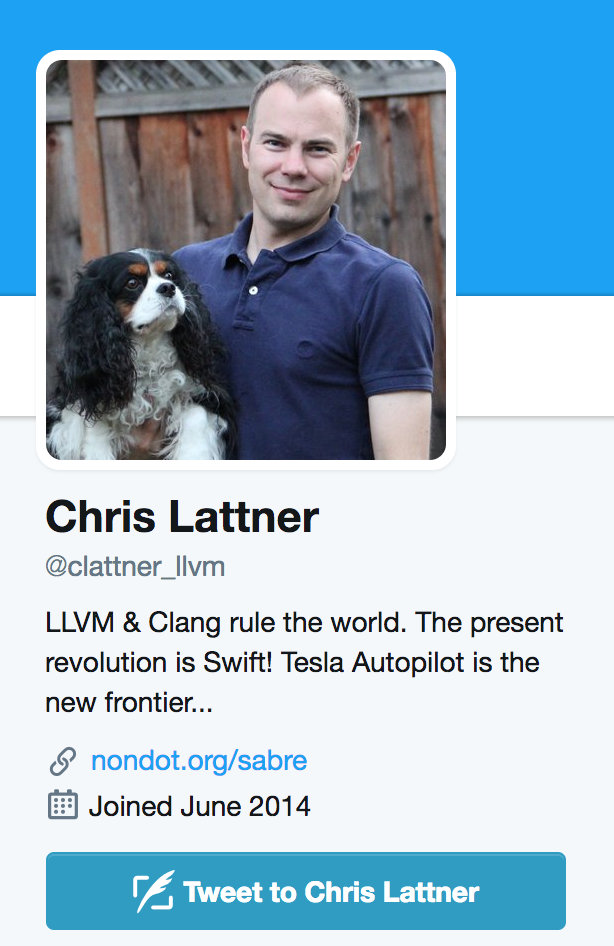 Chris Lattner
@clattner_llvm
LLVM & Clang rule the world. The present
revolution is Swift! Tesla Autopilot is the
new frontier...
nondot.org/sabre
Joined June 2014
Tweet to Chris Lattner